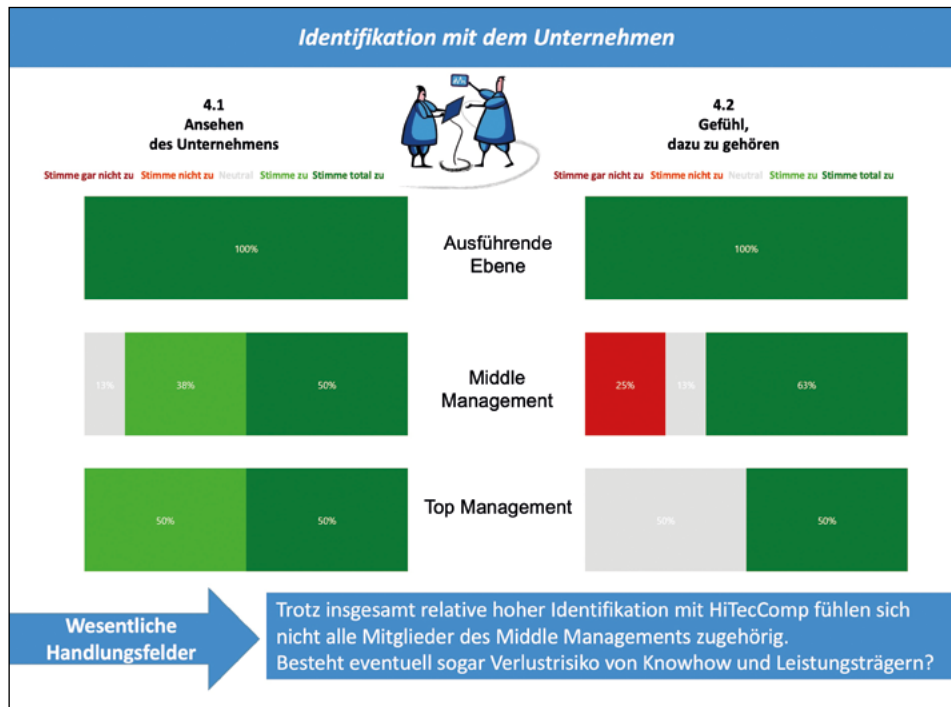 Identifikation mit dem Unternehmen
4.1
Ansehen
des Unternehmens
4.2
Gefühl,
dazu zu gehören
Stimme gar nicht zu Stimme nicht zu Neutral Stimme zu Stimme total zu
Stimme gar nicht zu Stimme nicht zu Neutral Stimme zu Stimme total zu
100%
Ausführende
Ebene
100%
13% 38% 50%
Middle
Management
25% 13% 63%
50% 50%
Top Management
50% 50%
Wesentliche
Handlungsfelder
Trotz insgesamt relative hoher Identifikation mit HiTecComp fühlen sich
nicht alle Mitglieder des Middle Managements zugehörig.
Besteht eventuell sogar Verlustrisiko von Knowhow und Leistungsträgern?